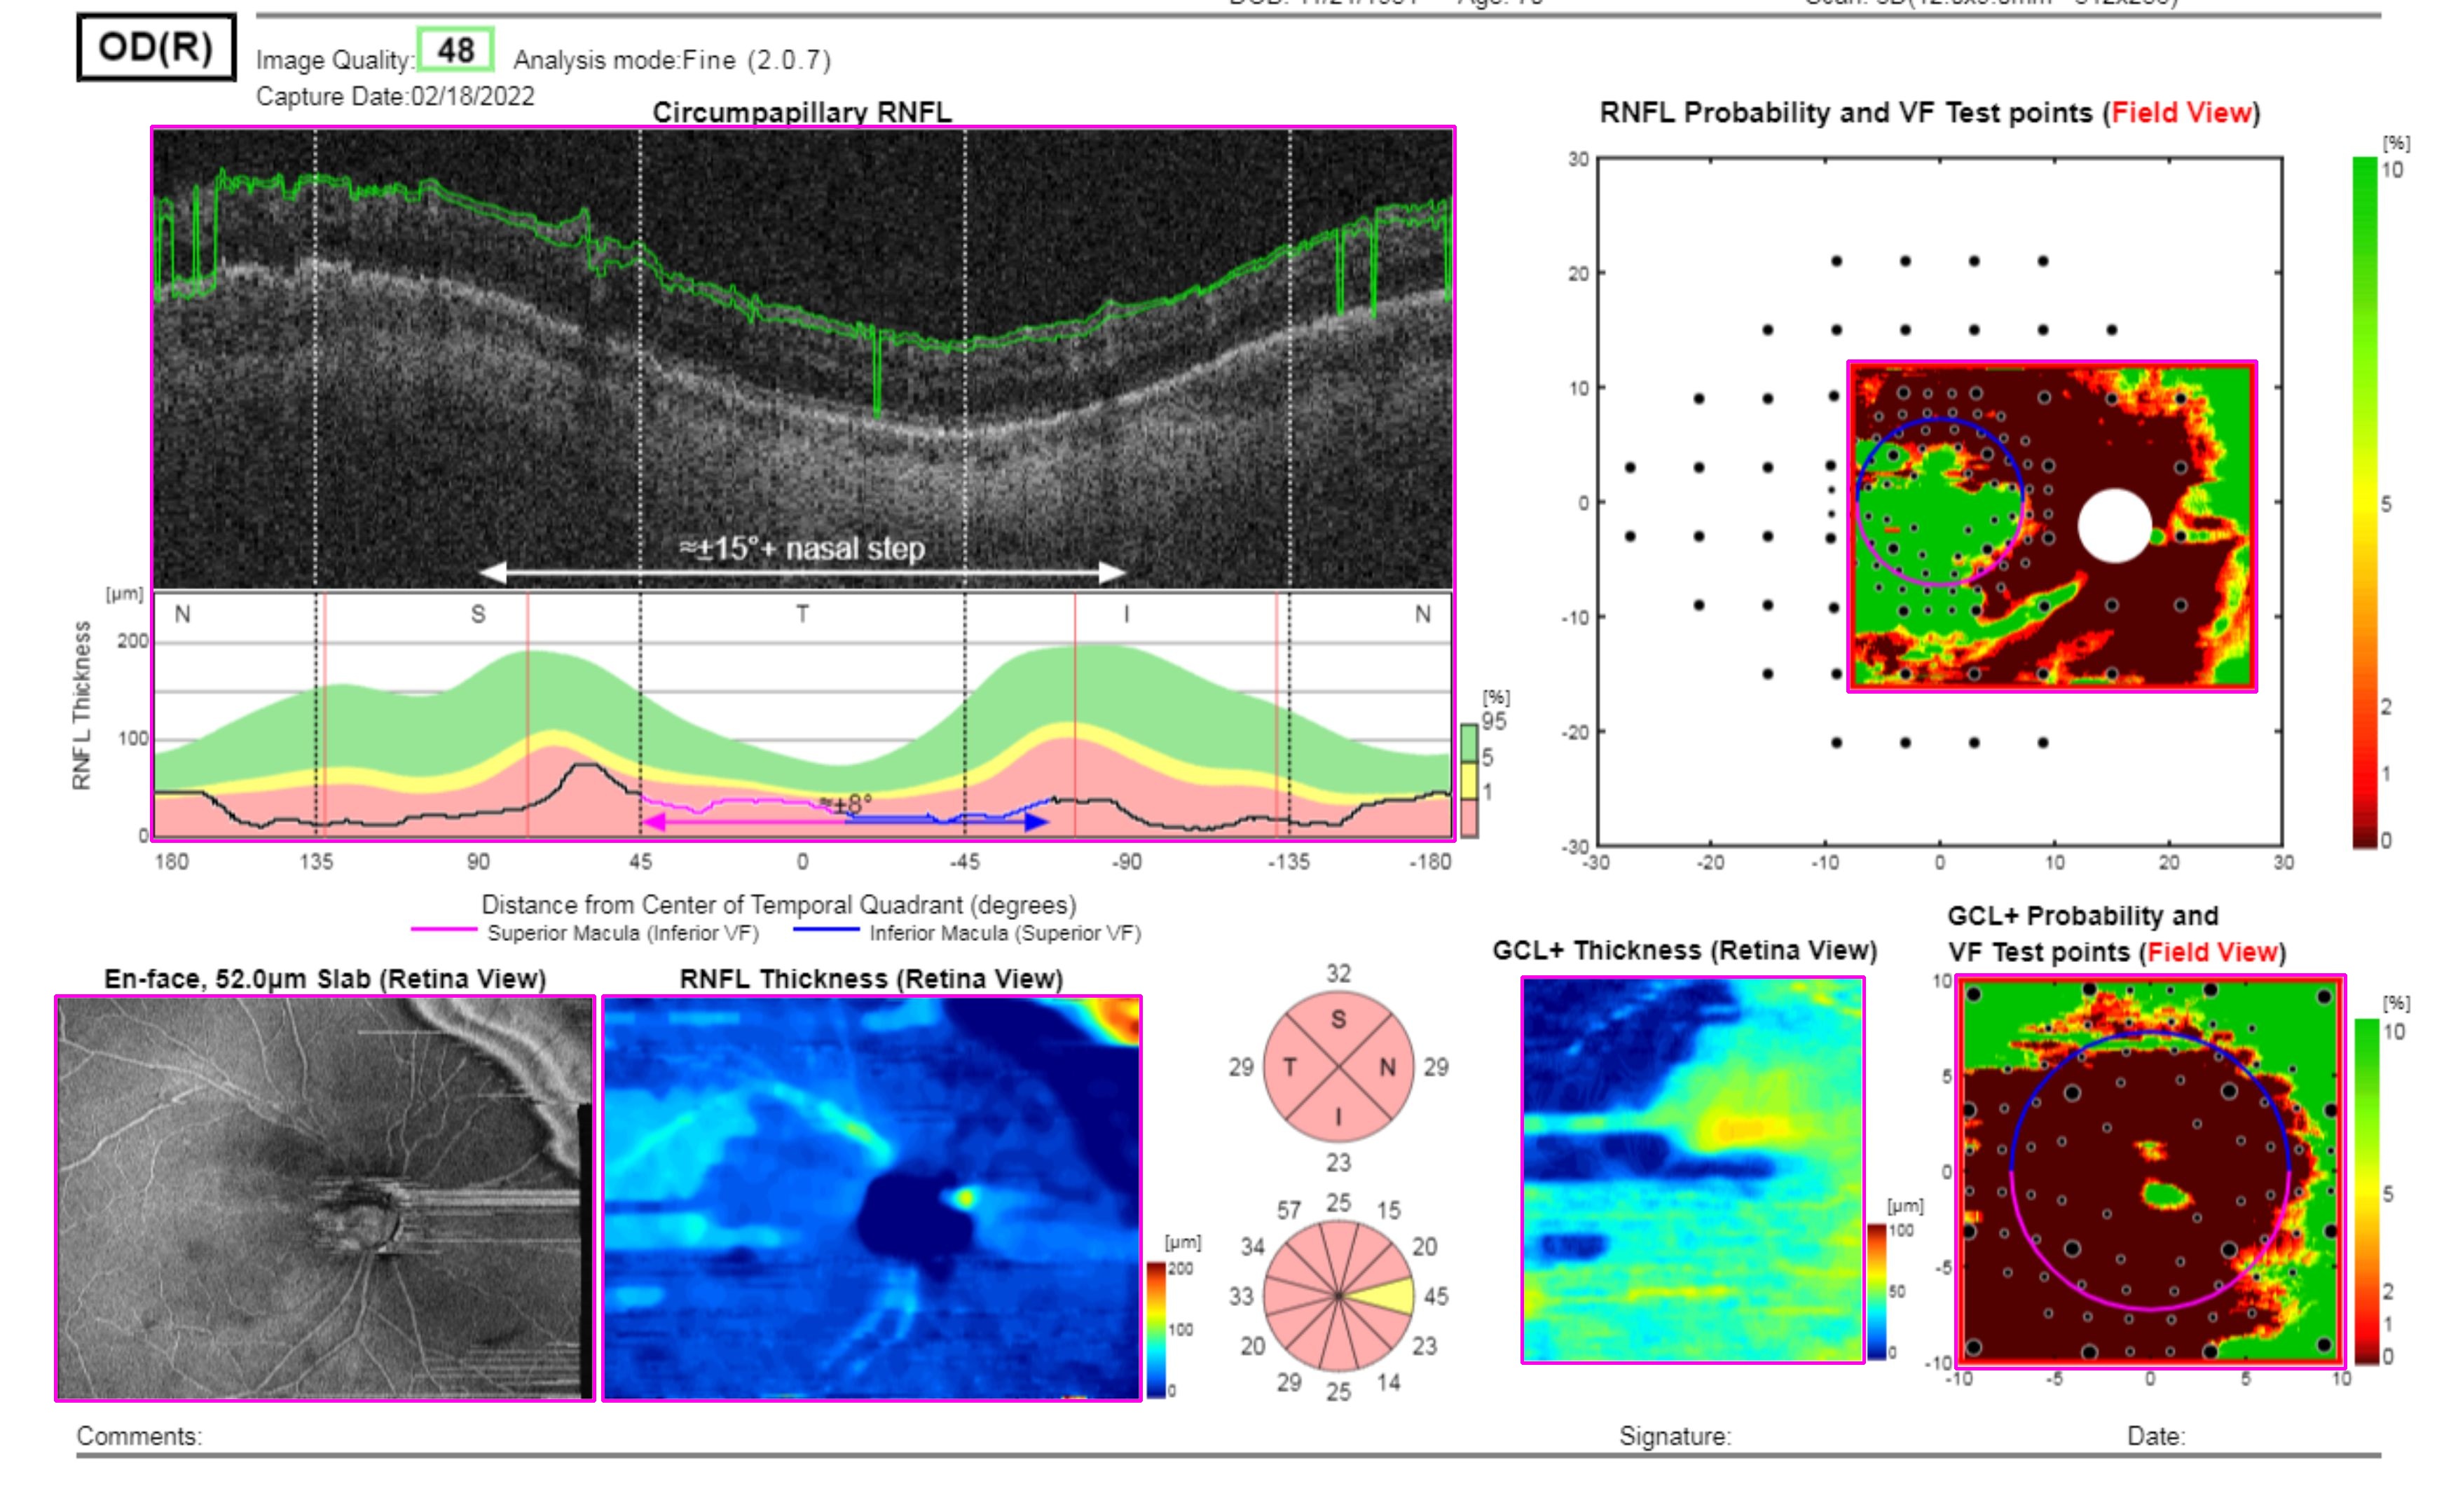 OD(R)
Image Quality: 48 Analysis mode:Fine (2.0.7)
Capture Date:02/18/2022
Circumpapillary RNFL
≈±15°+ nasal step
[μm]
N S T I N
RNFL Thickness
200
100
0
≈±8°
[%]
95
5
1
180 135 90 45 0 -45 -90 -135 -180
Distance from Center of Temporal Quadrant (degrees)
Superior Macula (Inferior VF) Inferior Macula (Superior VF)
RNFL Probability and VF Test points (Field View)
30
20
10
0
-10
-20
-30
-30 -20 -10 0 10 20 30
[%]
10
5
2
1
0
En-face, 52.0μm Slab (Retina View)
RNFL Thickness (Retina View)
[μm]
200
100
0
32
S
29 T N 29
I
23
57 25 15
34 20
33 45
20 23
29 25 14
GCL+ Thickness (Retina View)
[μm]
100
50
0
GCL+ Probability and
VF Test points (Field View)
10
5
0
-5
-10
-10 -5 0 5 10
[%]
10
5
2
1
0
Comments: Signature: Date: